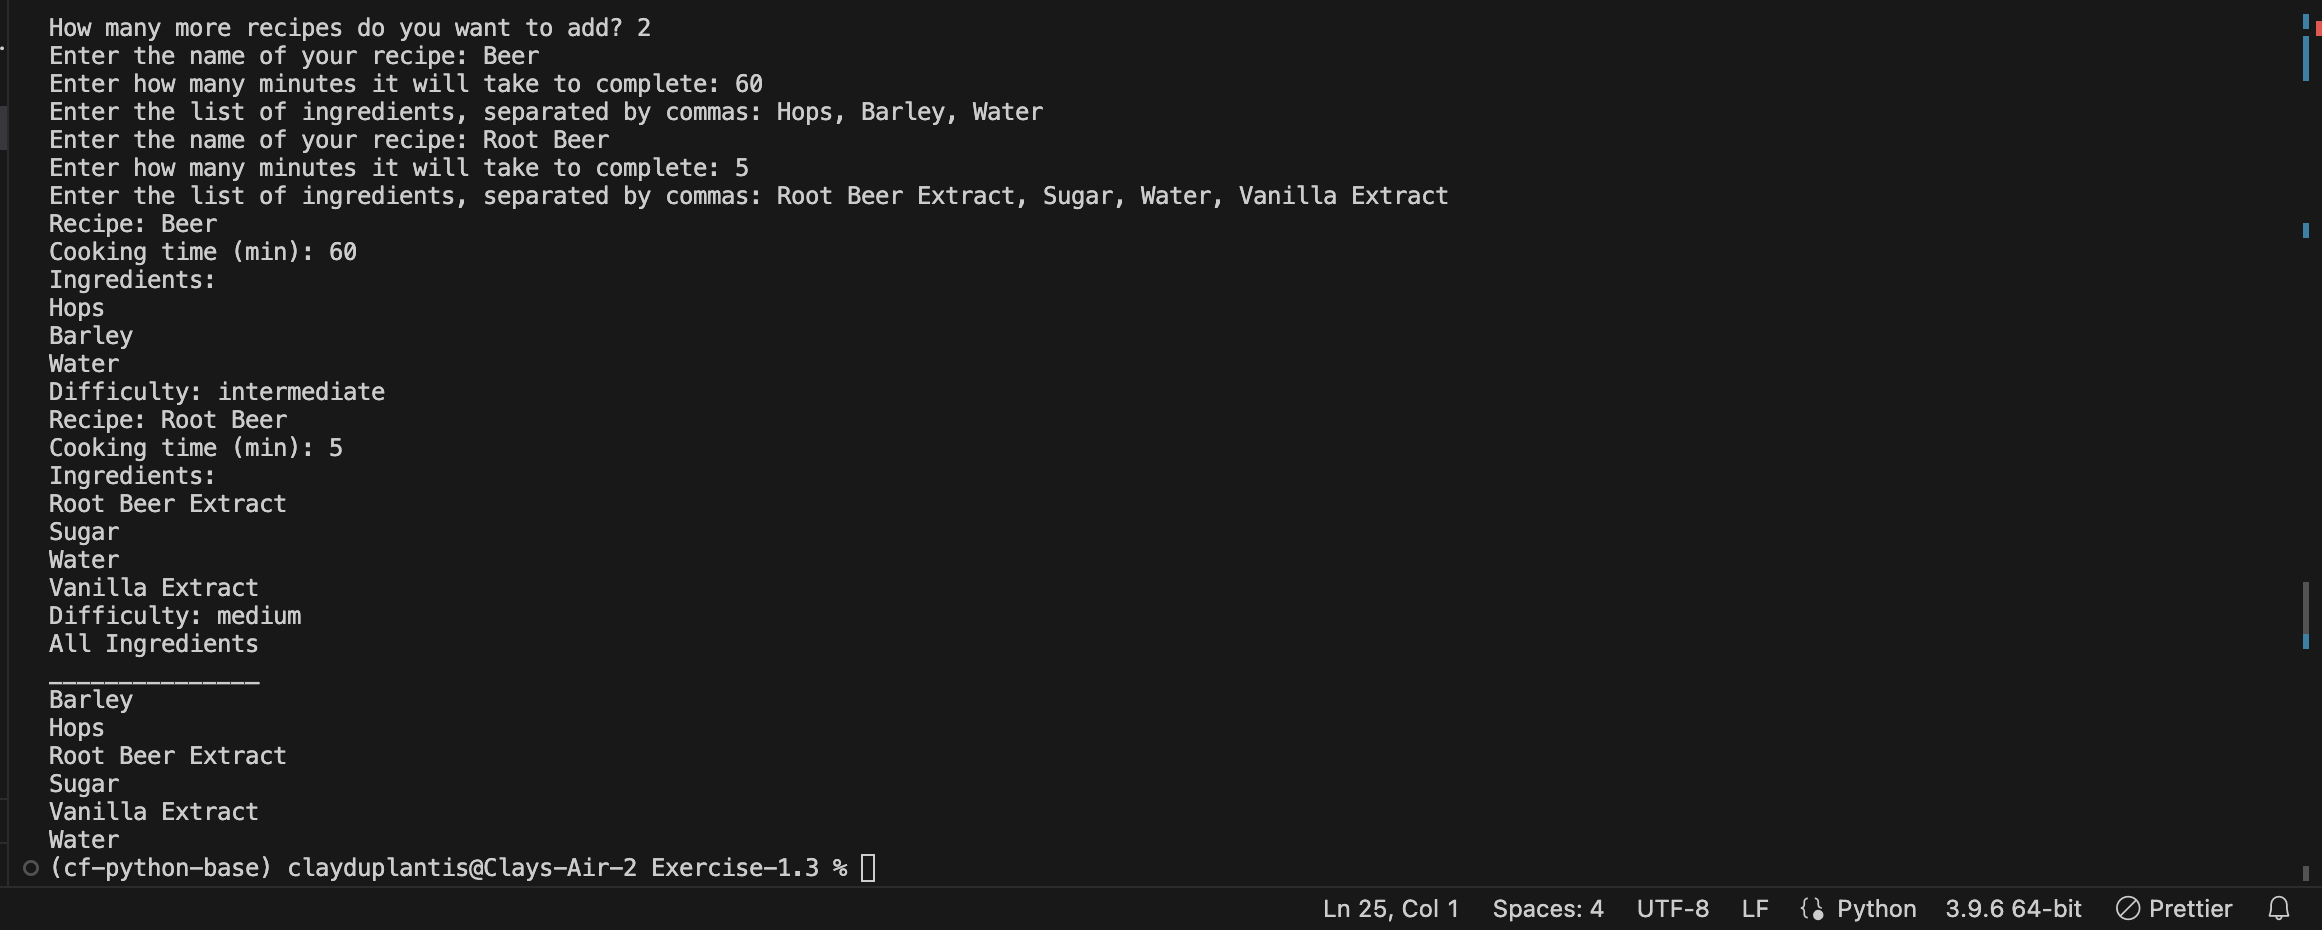 How many more recipes do you want to add? 2
Enter the name of your recipe: Beer
Enter how many minutes it will take to complete: 60
Enter the list of ingredients, separated by commas: Hops, Barley, Water
Enter the name of your recipe: Root Beer
Enter how many minutes it will take to complete: 5
Enter the list of ingredients, separated by commas: Root Beer Extract, Sugar, Water, Vanilla Extract
Recipe: Beer
Cooking time (min): 60
Ingredients:
Hops
Barley
Water
Difficulty: intermediate
Recipe: Root Beer
Cooking time (min): 5
Ingredients:
Root Beer Extract
Sugar
Water
Vanilla Extract
Difficulty: medium
All Ingredients
_______________
Barley
Hops
Root Beer Extract
Sugar
Vanilla Extract
Water
(cf-python-base) clayduplantis@Clays-Air-2 Exercise-1.3 %
Ln 25, Col 1 Spaces: 4 UTF-8 LF Python 3.9.6 64-bit Prettier